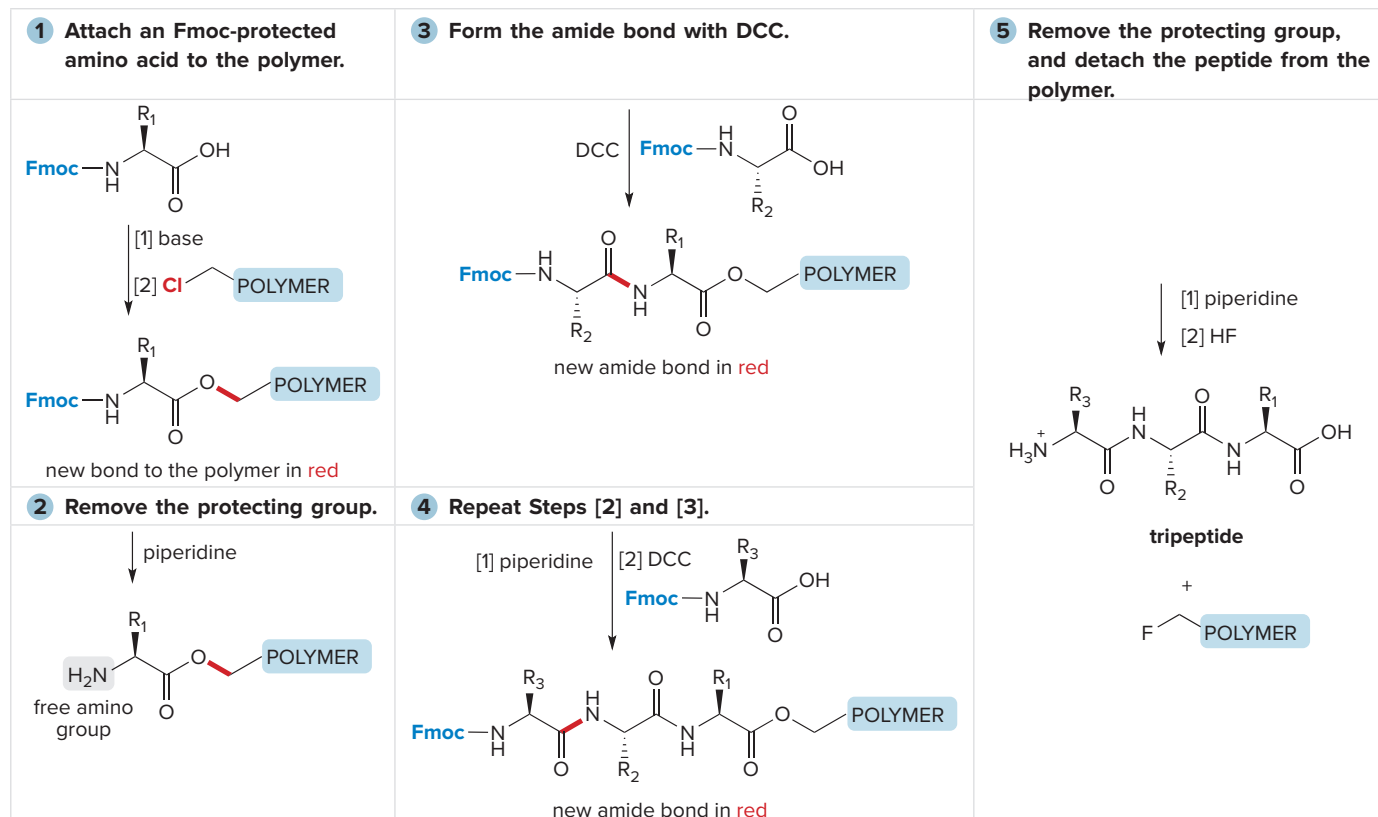 1 Attach an Fmoc-protected
amino acid to the polymer.
R1
Fmoc
N
H
OH
O
[1] base
[2] Cl
POLYMER
R1
Fmoc
N
H
O
O
POLYMER
new bond to the polymer in red
2 Remove the protecting group.
piperidine
R1
H2N
O
O
POLYMER
free amino
group
3 Form the amide bond with DCC.
DCC
Fmoc
H
N
O
OH
R2
Fmoc
H
N
R2
O
N
H
R1
O
O
POLYMER
new amide bond in red
4 Repeat Steps [2] and [3].
[1] piperidine
[2] DCC
R3
Fmoc
N
H
OH
O
R3
Fmoc
N
H
O
H
N
R2
O
N
H
R1
O
O
POLYMER
new amide bond in red
5 Remove the protecting group,
and detach the peptide from the
polymer.
[1] piperidine
[2] HF
R3
H3N+
O
H
N
R2
O
N
H
R1
OH
O
tripeptide
+
F
POLYMER